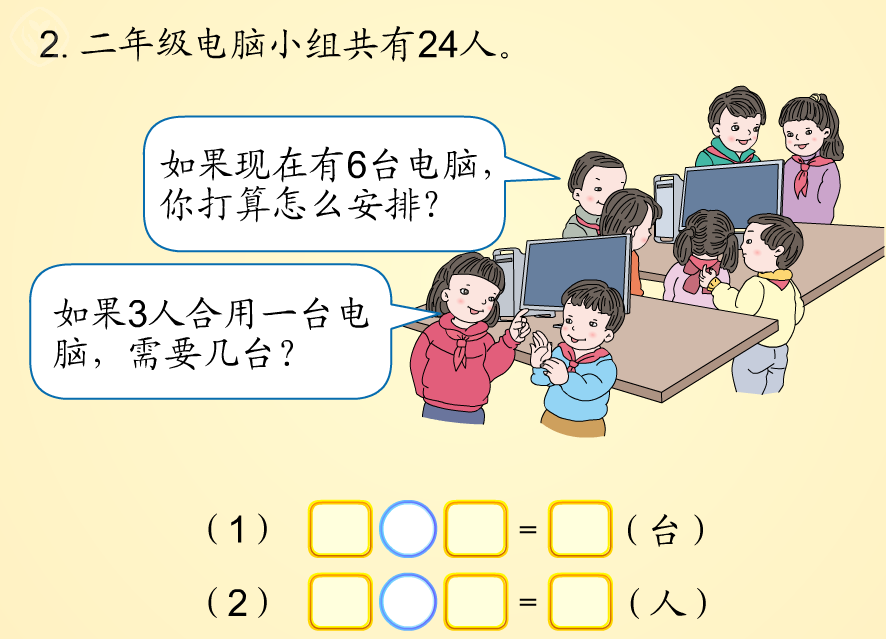 2. 二年级电脑小组共有24人。
如果现在有6台电脑，
你打算怎么安排？
如果3人合用一台电
脑，需要几台？
（1） □○□=□（台）
（2） □○□=□（人）